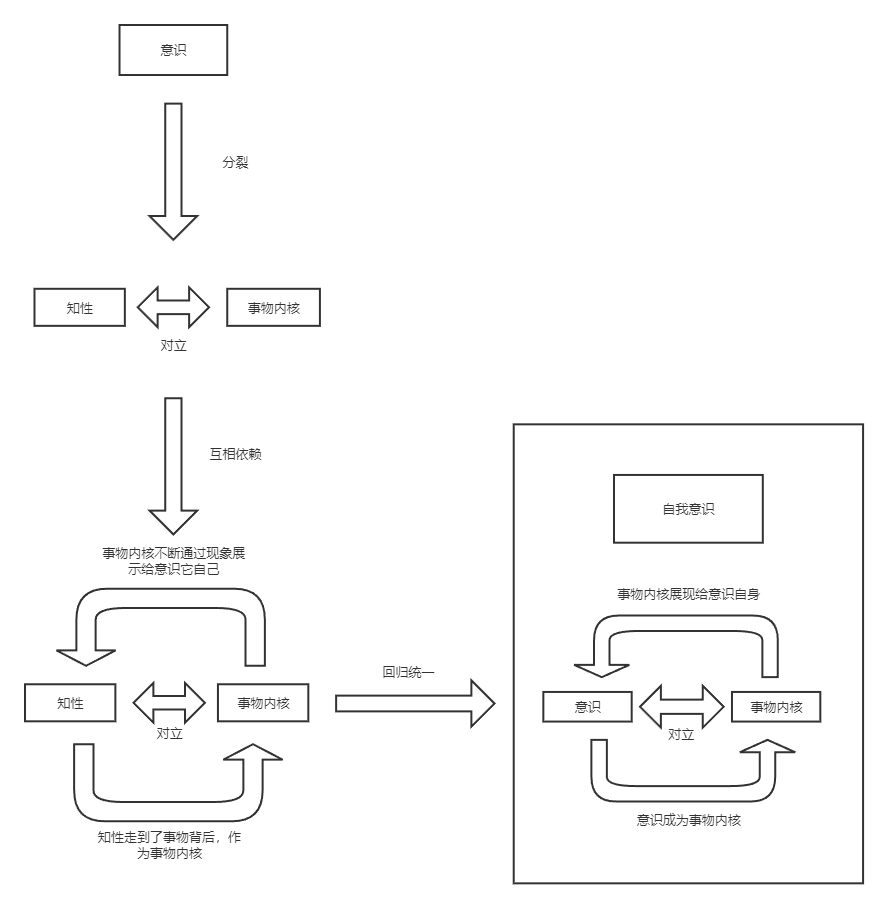 意识
分裂
知性
事物内核
对立
互相依赖
事物内核不断通过现象展
示给意识它自己
知性
事物内核
对立
知性走到了事物背后，作
为事物内核
回归统一
自我意识
事物内核展现给意识自身
意识
事物内核
对立
意识成为事物内核